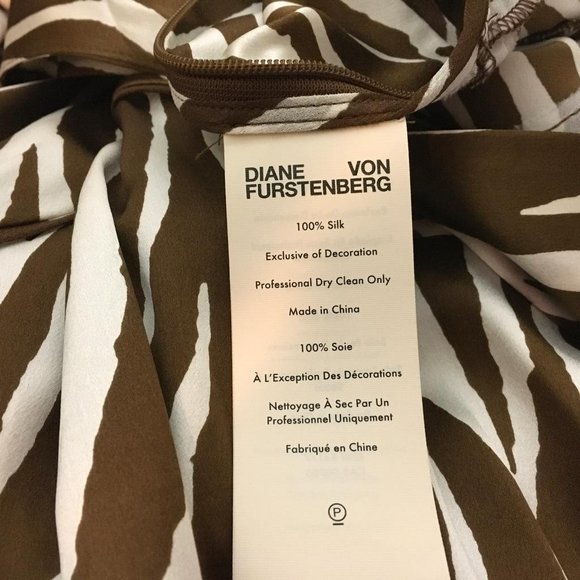 DIANE VON
FURSTENBERG
100% Silk
Exclusive of Decoration
Professional Dry Clean Only
Made in China
100% Soie
À L'Exception Des Décorations
Nettoyage À Sec Par Un
Professionnel Uniquement
Fabriqué en Chine
P